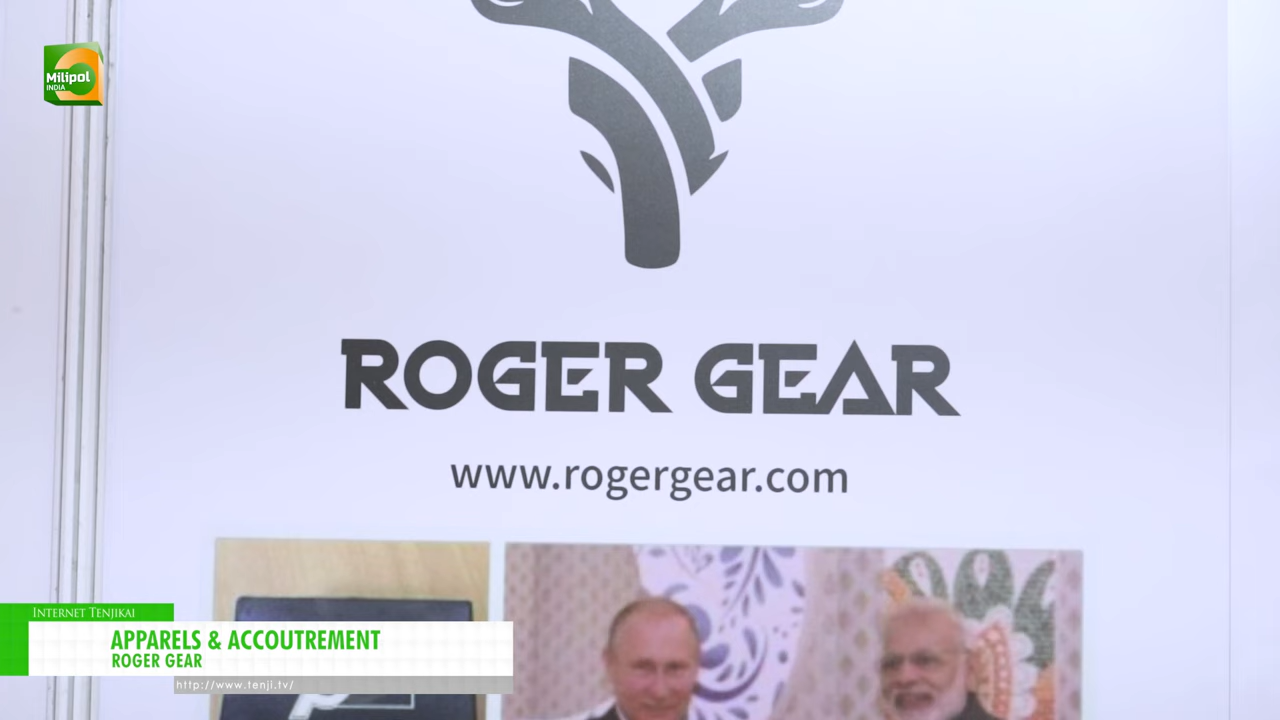 Milipol
INDIA
ROGER GEAR
www.rogergear.com
INTERNET TENJIKAI
APPARELS & ACCOUTREMENT
ROGER GEAR
http://www.tenji.tv/